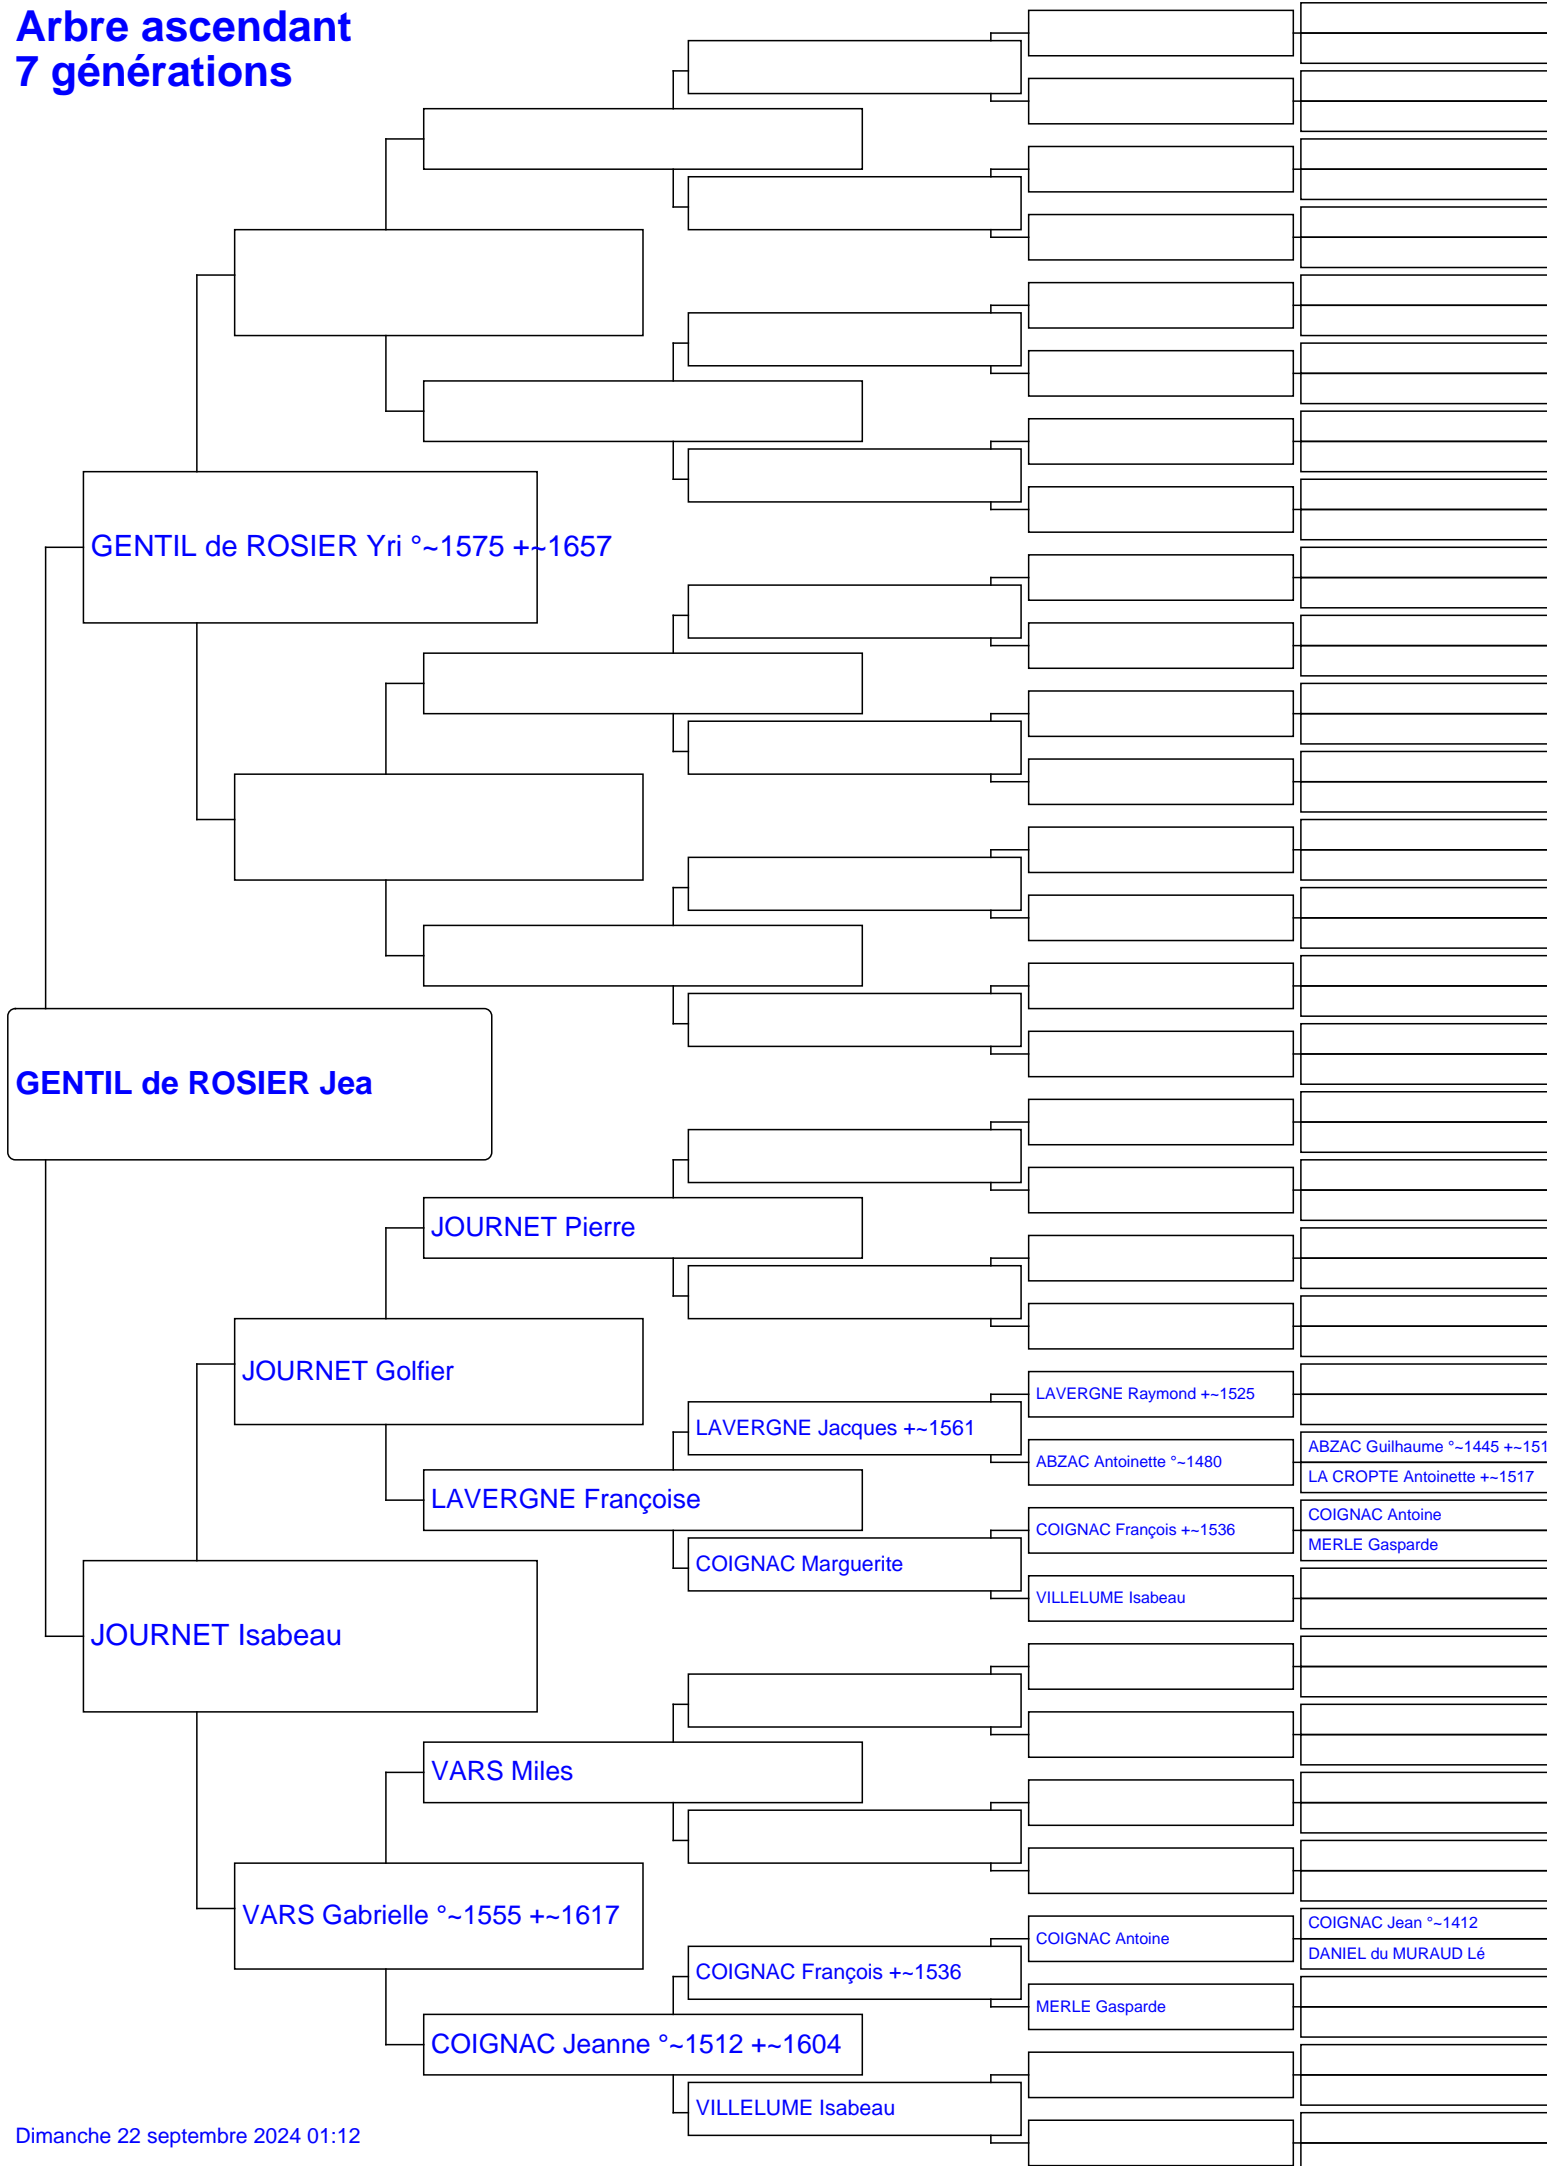 Arbre ascendant
7 générations
GENTIL de ROSIER Yri °~1575 +~1657
GENTIL de ROSIER Jea
JOURNET Pierre
JOURNET Golfier
LAVERGNE Raymond +~1525
LAVERGNE Jacques +~1561
ABZAC Guilhaume °~1445 +~151
ABZAC Antoinette °~1480
LA CROPTE Antoinette +~1517
LAVERGNE Françoise
COIGNAC Antoine
COIGNAC François +~1536
MERLE Gasparde
COIGNAC Marguerite
VILLELUME Isabeau
JOURNET Isabeau
VARS Miles
VARS Gabrielle °~1555 +~1617
COIGNAC Jean °~1412
COIGNAC Antoine
DANIEL du MURAUD Lé
COIGNAC François +~1536
MERLE Gasparde
COIGNAC Jeanne °~1512 +~1604
VILLELUME Isabeau
Dimanche 22 septembre 2024 01:12